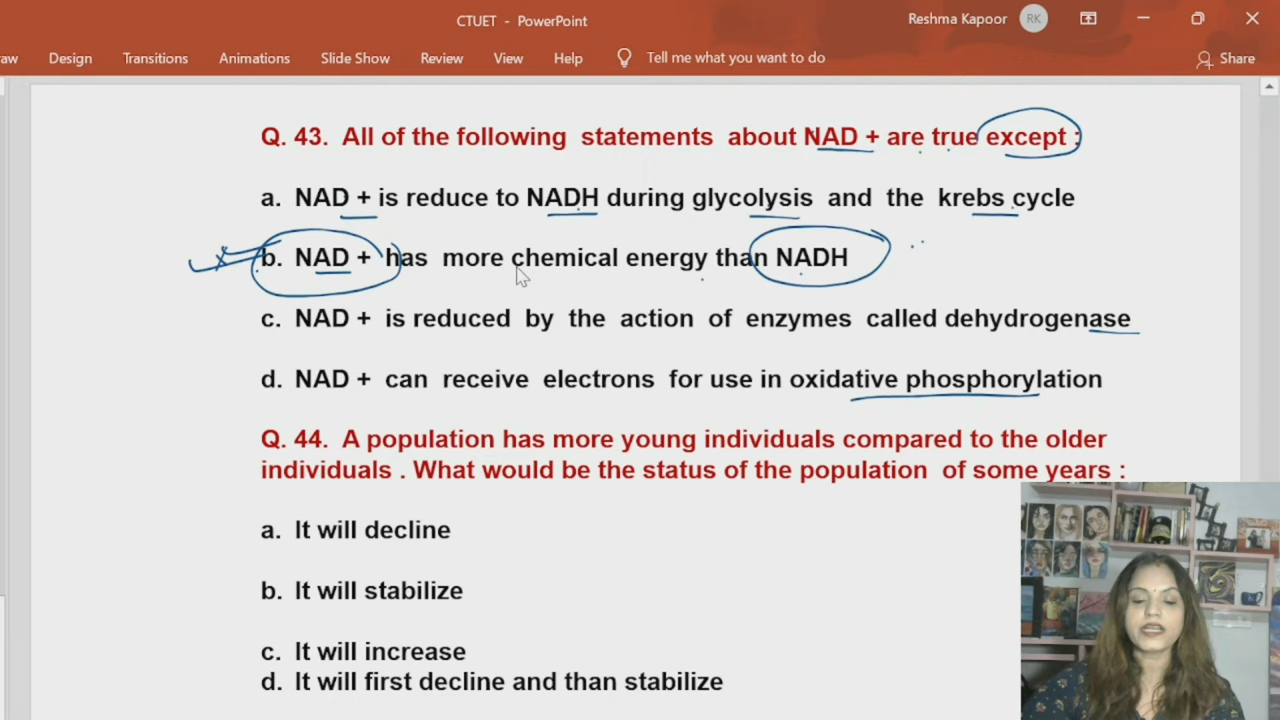 CTUET - PowerPoint
Reshma Kapoor RK
aw Design Transitions Animations Slide Show Review View Help Tell me what you want to do Share
Q. 43. All of the following statements about NAD + are true except :
a. NAD + is reduce to NADH during glycolysis and the krebs cycle
b. NAD + has more chemical energy than NADH
c. NAD + is reduced by the action of enzymes called dehydrogenase
d. NAD + can receive electrons for use in oxidative phosphorylation
Q. 44. A population has more young individuals compared to the older
individuals . What would be the status of the population of some years :
a. It will decline
b. It will stabilize
c. It will increase
d. It will first decline and than stabilize